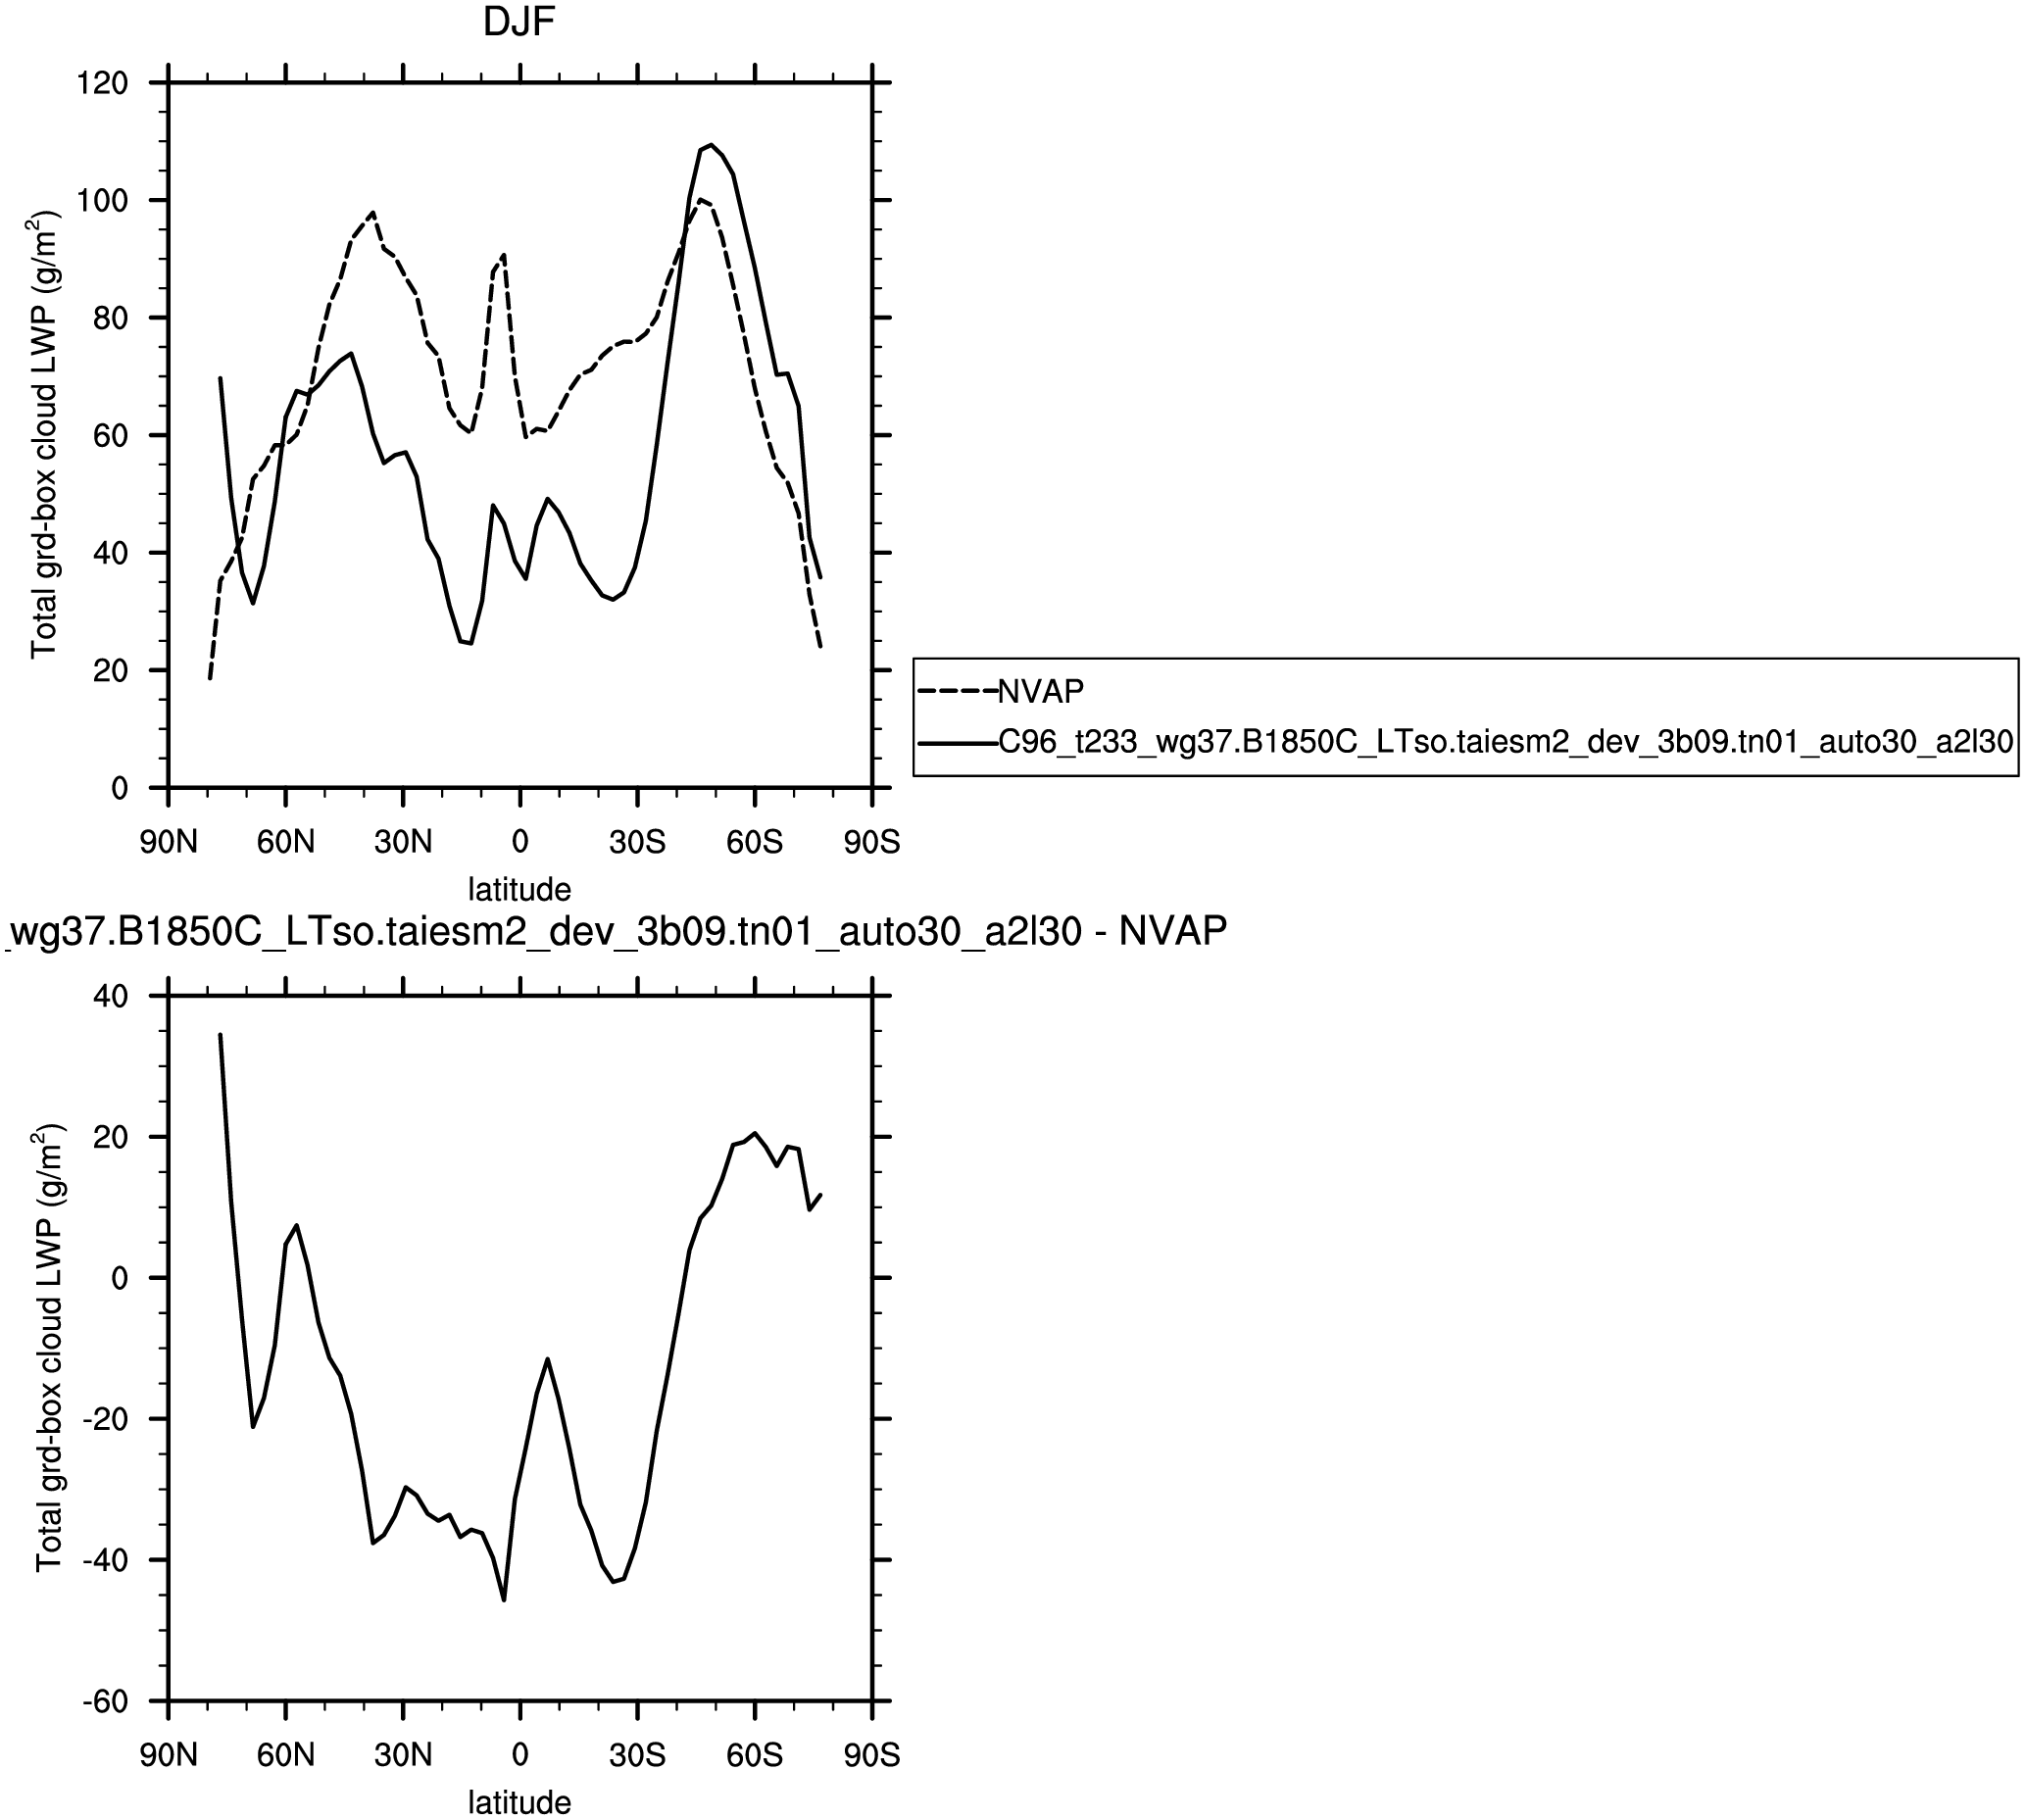 DJF
Total grd-box cloud LWP (g/m²)
120
100
80
60
40
20
0
90N 60N 30N 0 30S 60S 90S
latitude
NVAP
C96_t233_wg37.B1850C_LTso.taiesm2_dev_3b09.tn01_auto30_a2l30
_wg37.B1850C_LTso.taiesm2_dev_3b09.tn01_auto30_a2l30 - NVAP
Total grd-box cloud LWP (g/m²)
40
20
0
-20
-40
-60
90N 60N 30N 0 30S 60S 90S
latitude